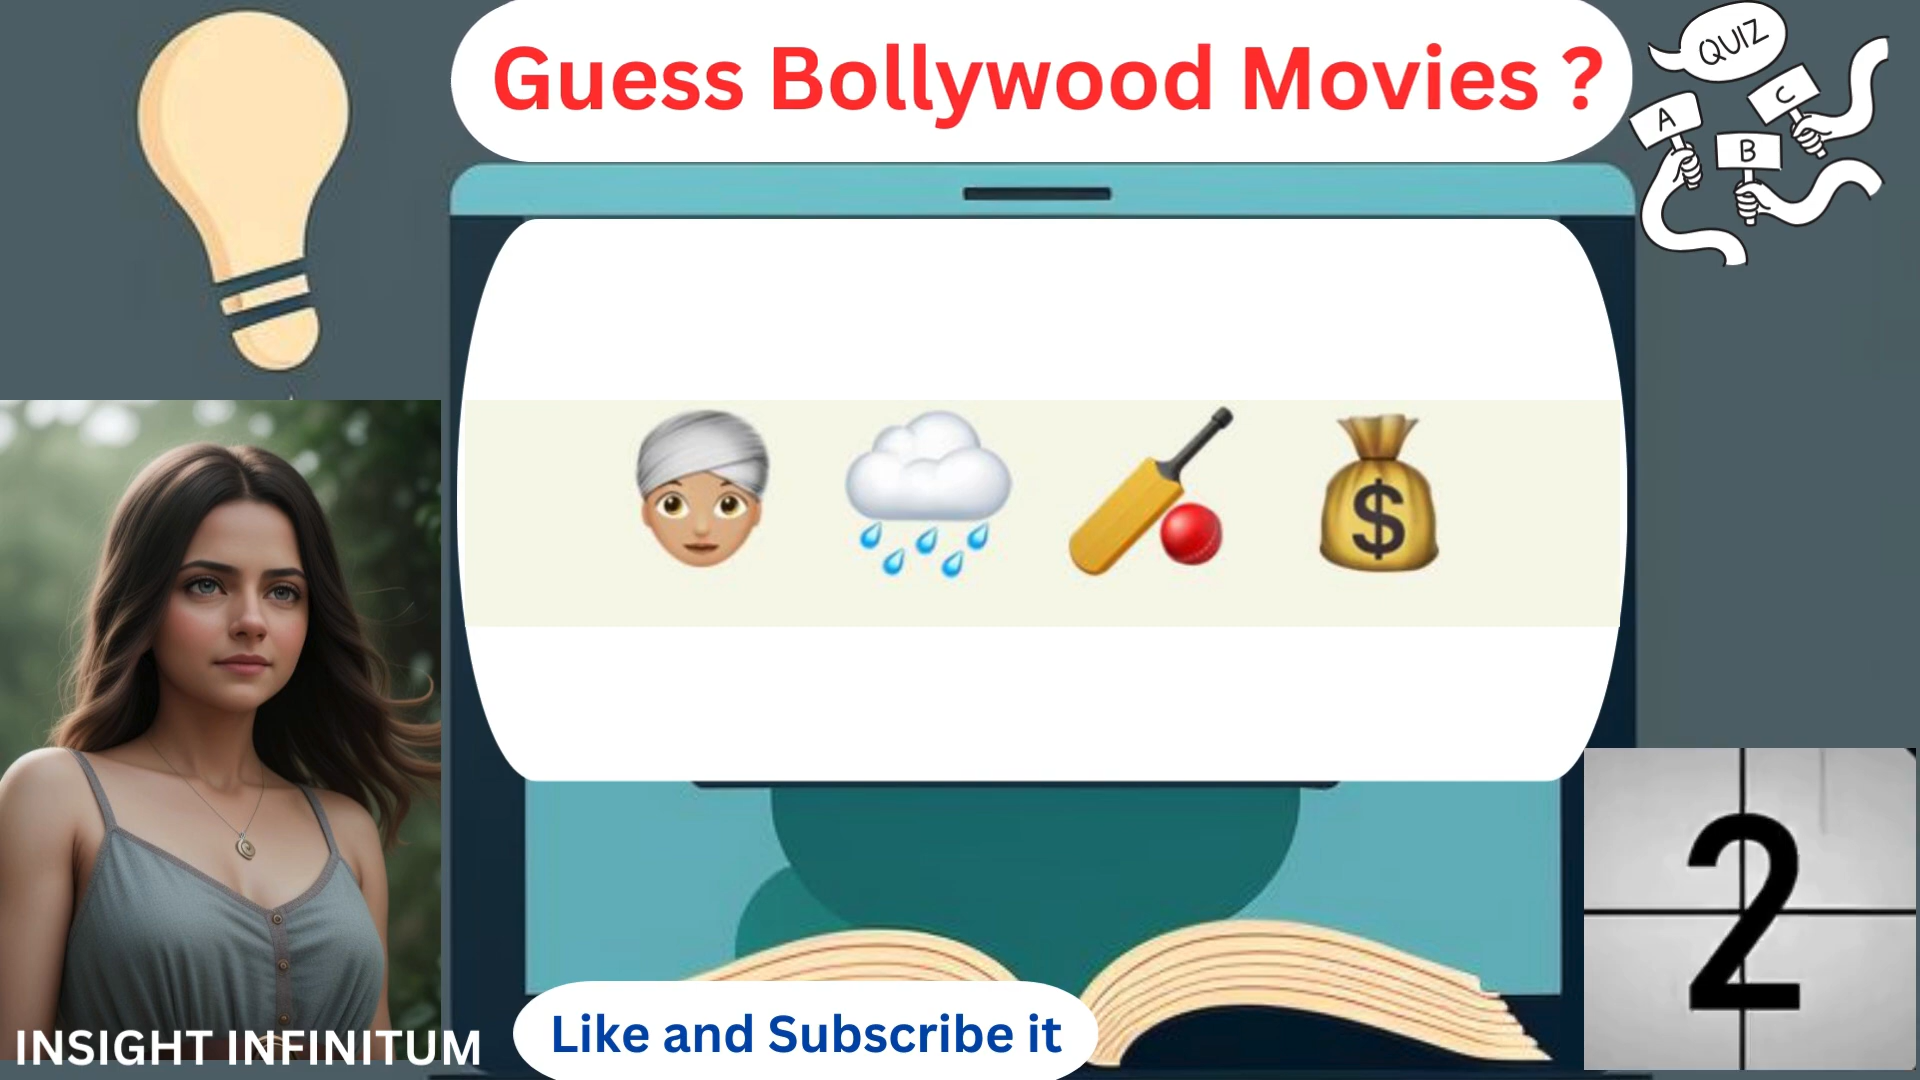 Guess Bollywood Movies ?
QUIZ
A
C
B
$
2
INSIGHT INFINITUM
Like and Subscribe it